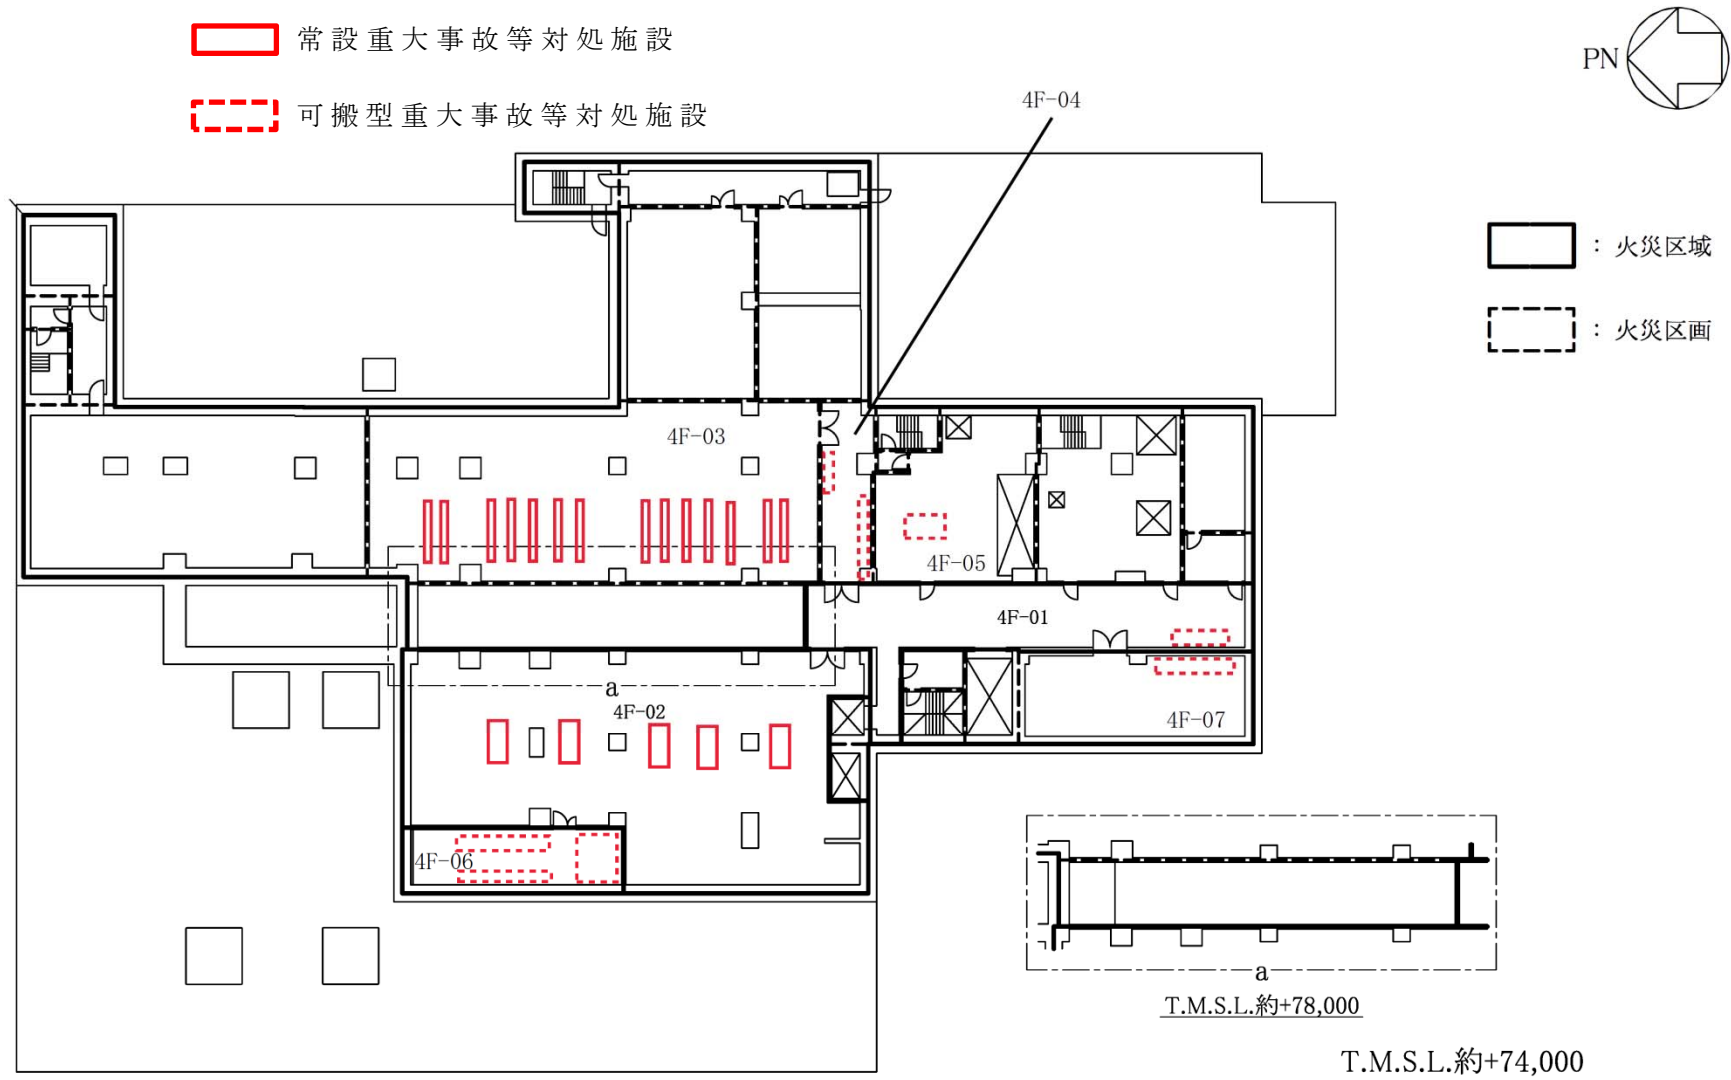 常設重大事故等対処施設
可搬型重大事故等対処施設
PN
4F-04
：火災区域
：火災区画
4F-03
4F-05
4F-01
a
4F-02
4F-07
4F-06
a
T.M.S.L.約+78,000
T.M.S.L.約+74,000